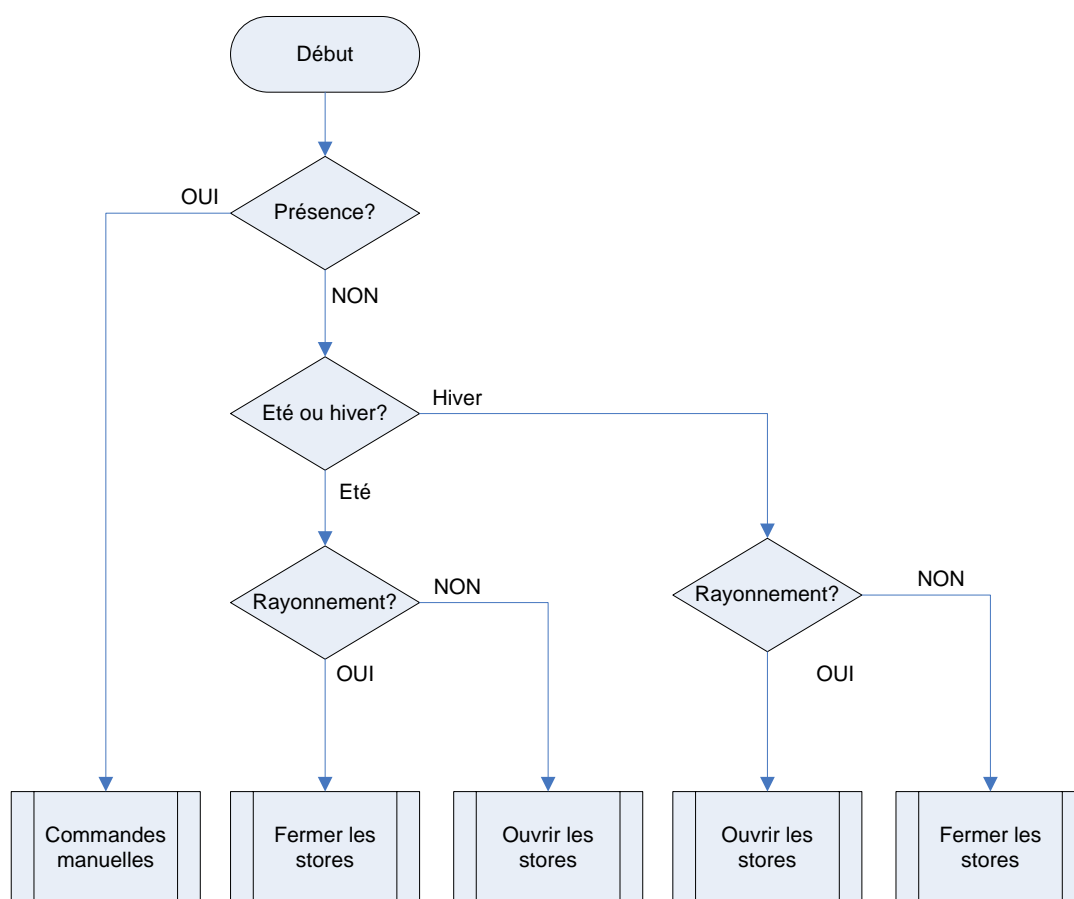 Début
OUI
Présence?
NON
Eté ou hiver?
Hiver
Eté
Rayonnement?
NON
OUI
Rayonnement?
NON
OUI
Commandes
manuelles
Fermer les
stores
Ouvrir les
stores
Ouvrir les
stores
Fermer les
stores